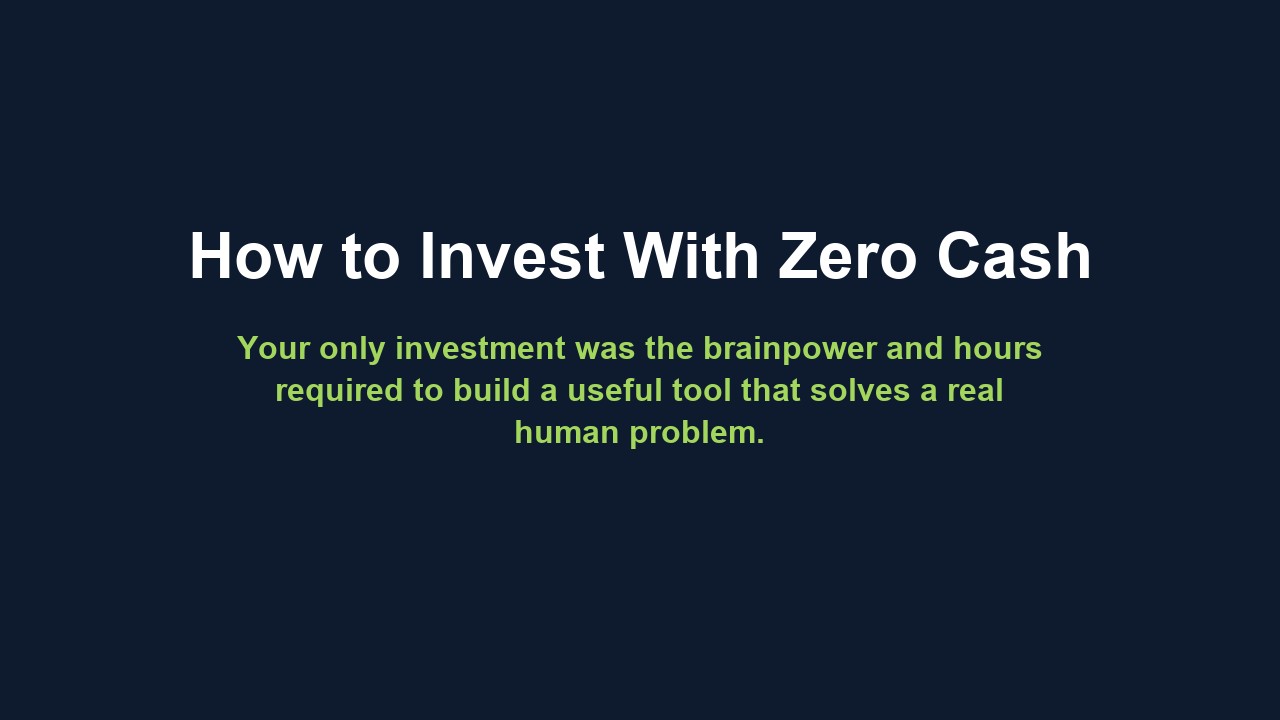 How to Invest With Zero Cash
Your only investment was the brainpower and hours
required to build a useful tool that solves a real
human problem.